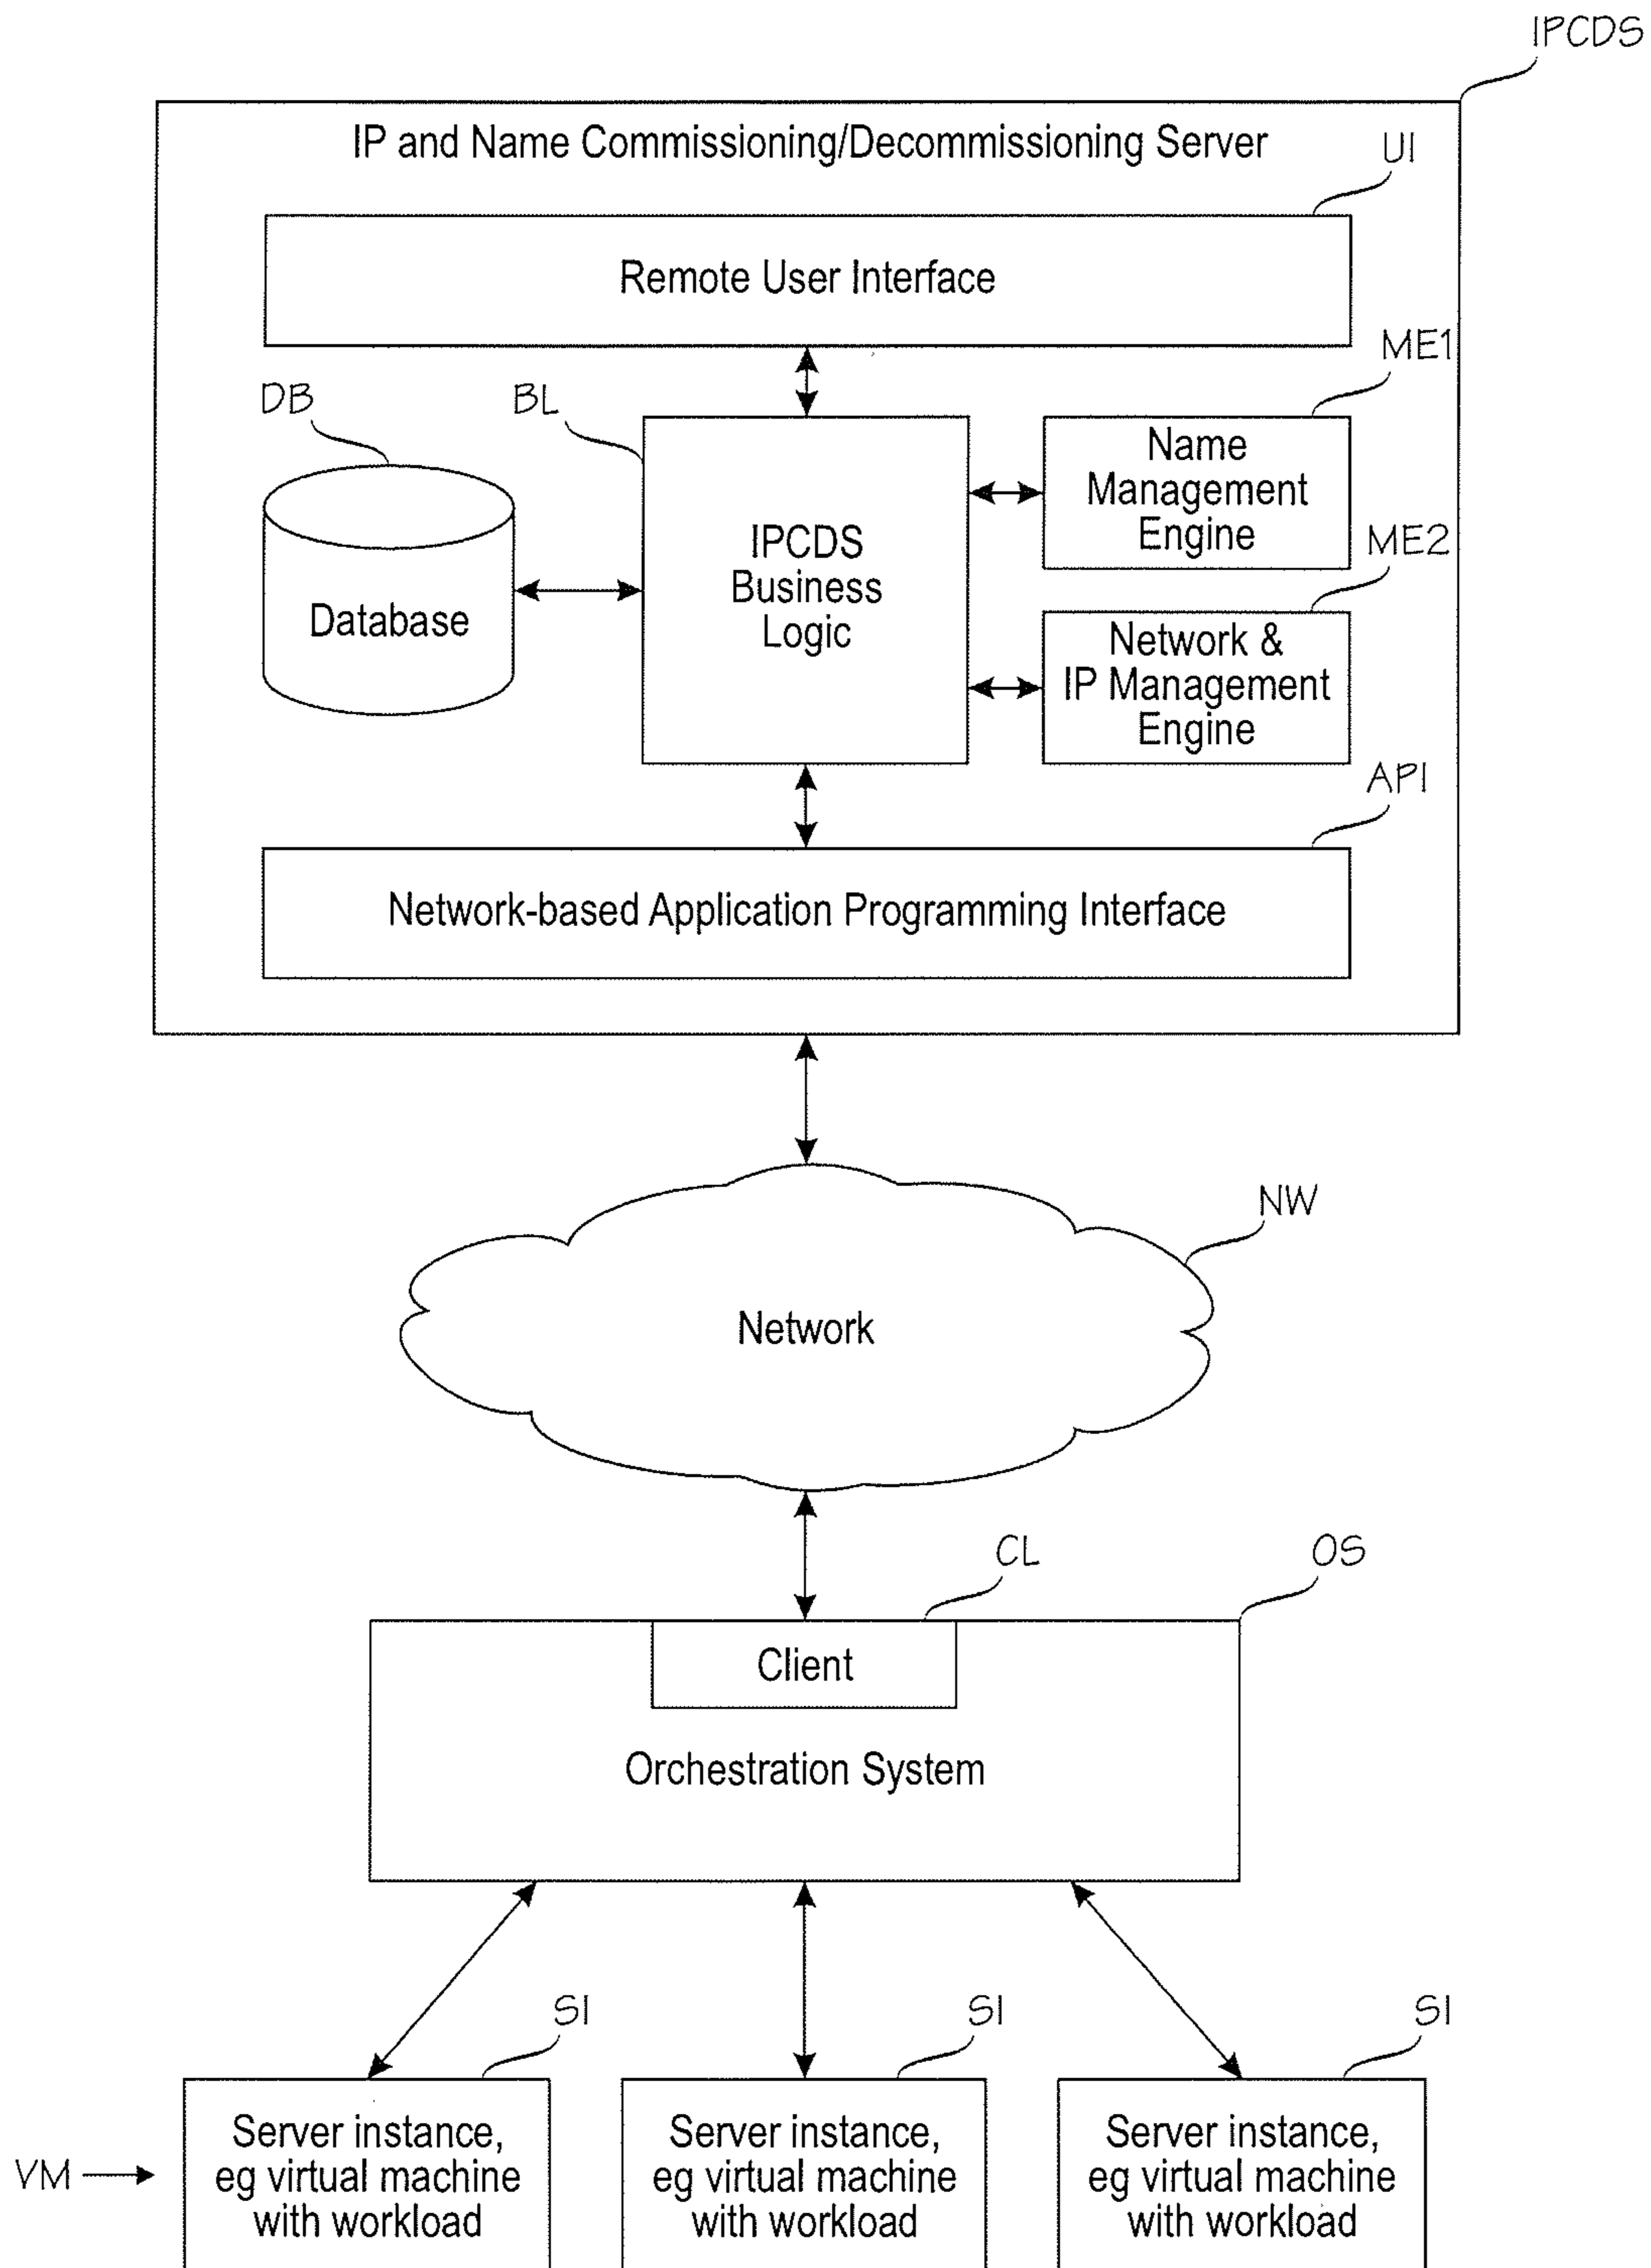 IPCDS
IP and Name Commissioning/Decommissioning Server
UI
Remote User Interface
ME1
DB
BL
Name
Management
Engine
ME2
IPCDS
Business
Logic
Database
Network &
IP Management
Engine
API
Network-based Application Programming Interface
NW
Network
CL
OS
Client
Orchestration System
SI
SI
SI
VM
Server instance,
eg virtual machine
with workload
Server instance,
eg virtual machine
with workload
Server instance,
eg virtual machine
with workload